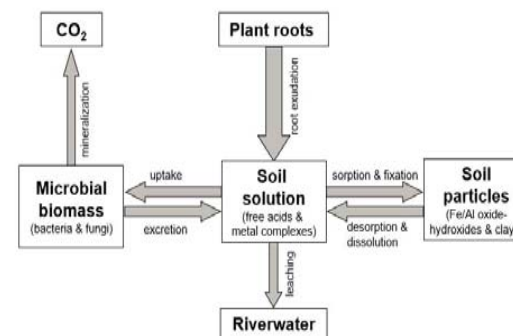 CO₂
Plant roots
mineralization
root exudation
Microbial
biomass
(bacteria & fungi)
uptake
excretion
Soil
solution
(free acids &
metal complexes)
sorption & fixation
desorption &
dissolution
Soil
particles
(Fe/Al oxide-
hydroxides & clay
leaching
Riverwater